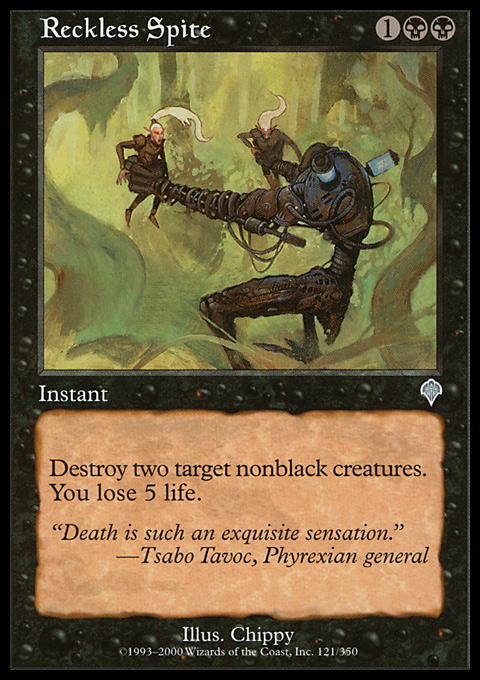 Reckless Spite 1
Instant
Destroy two target nonblack creatures.
You lose 5 life.
“Death is such an exquisite sensation.”
—Tsabo Tavoc, Phyrexian general
Illus. Chippy
©1993–2000 Wizards of the Coast, Inc. 121/350